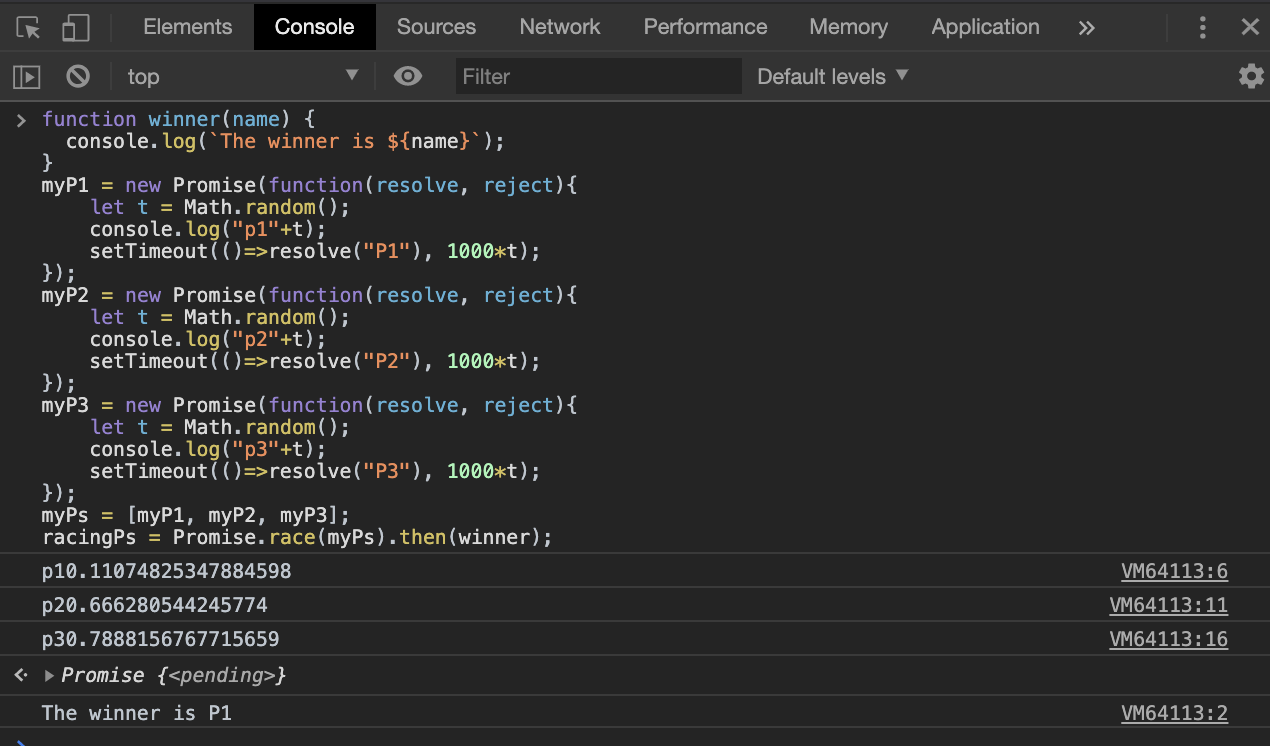 Elements Console Sources Network Performance Memory Application »
top Filter Default levels
function winner(name) {
  console.log(`The winner is ${name}`);
}
myP1 = new Promise(function(resolve, reject){
    let t = Math.random();
    console.log("p1"+t);
    setTimeout(()=>resolve("P1"), 1000*t);
});
myP2 = new Promise(function(resolve, reject){
    let t = Math.random();
    console.log("p2"+t);
    setTimeout(()=>resolve("P2"), 1000*t);
});
myP3 = new Promise(function(resolve, reject){
    let t = Math.random();
    console.log("p3"+t);
    setTimeout(()=>resolve("P3"), 1000*t);
});
myPs = [myP1, myP2, myP3];
racingPs = Promise.race(myPs).then(winner);
p10.11074825347884598 VM64113:6
p20.666280544245774 VM64113:11
p30.7888156767715659 VM64113:16
Promise {<pending>}
The winner is P1 VM64113:2